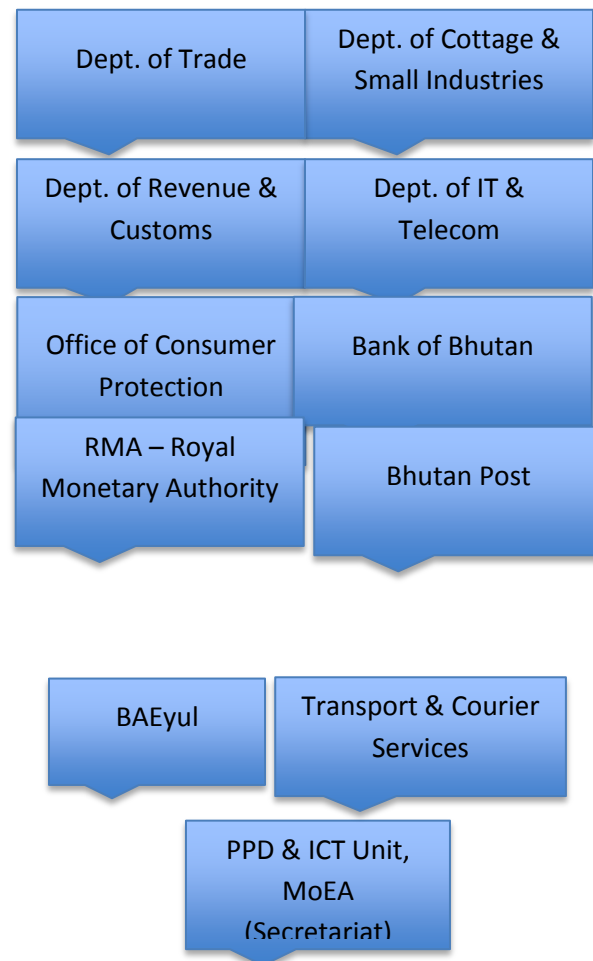 Dept. of Trade
Dept. of Cottage &
Small Industries
Dept. of Revenue &
Customs
Dept. of IT &
Telecom
Office of Consumer
Protection
Bank of Bhutan
RMA – Royal
Monetary Authority
Bhutan Post
BAEyul
Transport & Courier
Services
PPD & ICT Unit,
MoEA
(Secretariat)